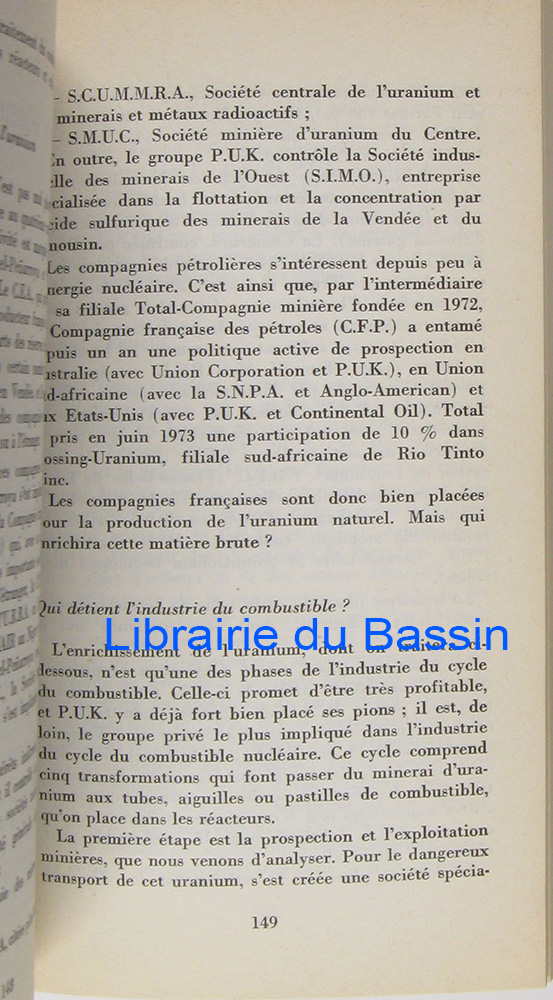 – S.C.U.M.M.R.A., Société centrale de l'uranium et
minerais et métaux radioactifs ;
– S.M.U.C., Société minière d'uranium du Centre.
En outre, le groupe P.U.K. contrôle la Société indus-
elle des minerais de l'Ouest (S.I.M.O.), entreprise
écialisée dans la flottation et la concentration par
cide sulfurique des minerais de la Vendée et du
mousin.
Les compagnies pétrolières s'intéressent depuis peu à
nergie nucléaire. C'est ainsi que, par l'intermédiaire
sa filiale Total-Compagnie minière fondée en 1972,
Compagnie française des pétroles (C.F.P.) a entamé
puis un an une politique active de prospection en
ustralie (avec Union Corporation et P.U.K.), en Union
d-africaine (avec la S.N.P.A. et Anglo-American) et
ux Etats-Unis (avec P.U.K. et Continental Oil). Total
pris en juin 1973 une participation de 10 % dans
ossing-Uranium, filiale sud-africaine de Rio Tinto
inc.
Les compagnies françaises sont donc bien placées
our la production de l'uranium naturel. Mais qui
nrichira cette matière brute ?
Qui détient l'industrie du combustible ?
Librairie du Bassin
L'enrichissement de l'uranium, dont on traitera ci-
dessous, n'est qu'une des phases de l'industrie du cycle
du combustible. Celle-ci promet d'être très profitable,
et P.U.K. y a déjà fort bien placé ses pions ; il est, de
loin, le groupe privé le plus impliqué dans l'industrie
du cycle du combustible nucléaire. Ce cycle comprend
cinq transformations qui font passer du minerai d'ura-
nium aux tubes, aiguilles ou pastilles de combustible,
qu'on place dans les réacteurs.
La première étape est la prospection et l'exploitation
minières, que nous venons d'analyser. Pour le dangereux
transport de cet uranium, s'est créée une société spécia-
149
148